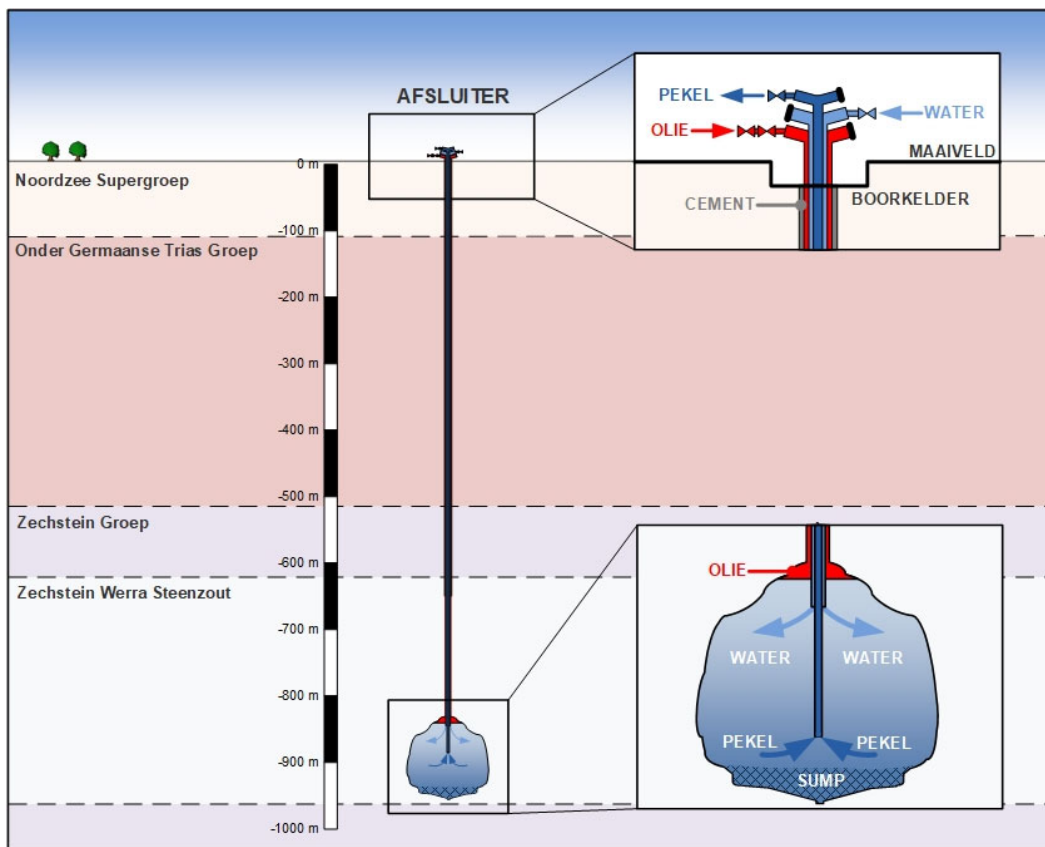 AFSLUITER
PEKEL
WATER
OLIE
MAAIVELD
BOORKELDER
CEMENT
0 m
Noordzee Supergroep
-100 m
Onder Germaanse Trias Groep
-200 m
-300 m
-400 m
-500 m
Zechstein Groep
-600 m
Zechstein Werra Steenzout
-700 m
-800 m
-900 m
-1000 m
OLIE
WATER WATER
PEKEL PEKEL
SUMP